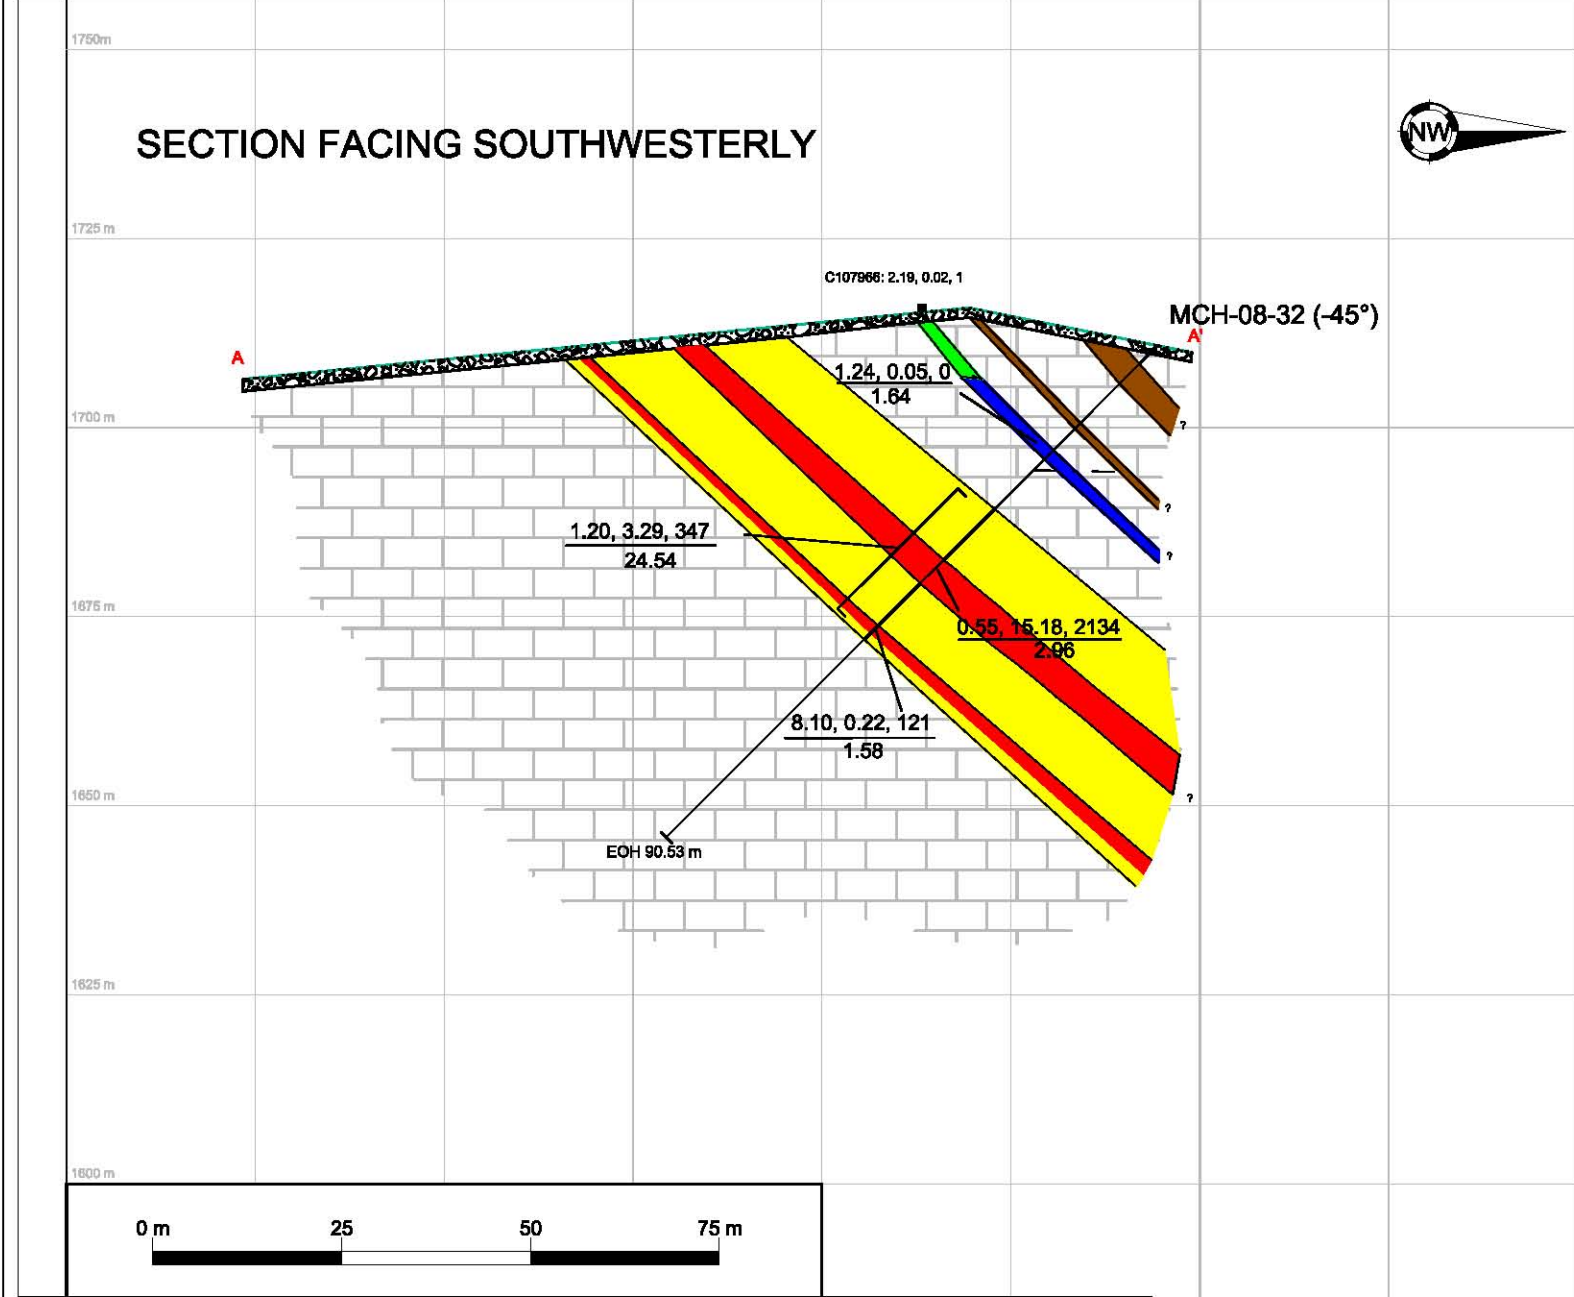 1750m
SECTION FACING SOUTHWESTERLY
NW
1725 m
C107966: 2.19, 0.02, 1
MCH-08-32 (-45°)
A
A'
1.24, 0.05, 0
1.64
1700 m
?
?
1.20, 3.29, 347
24.54
?
1675 m
0.55, 15.18, 2134
2.96
8.10, 0.22, 121
1.58
1650 m
?
EOH 90.53 m
1625 m
1600 m
0 m 25 50 75 m